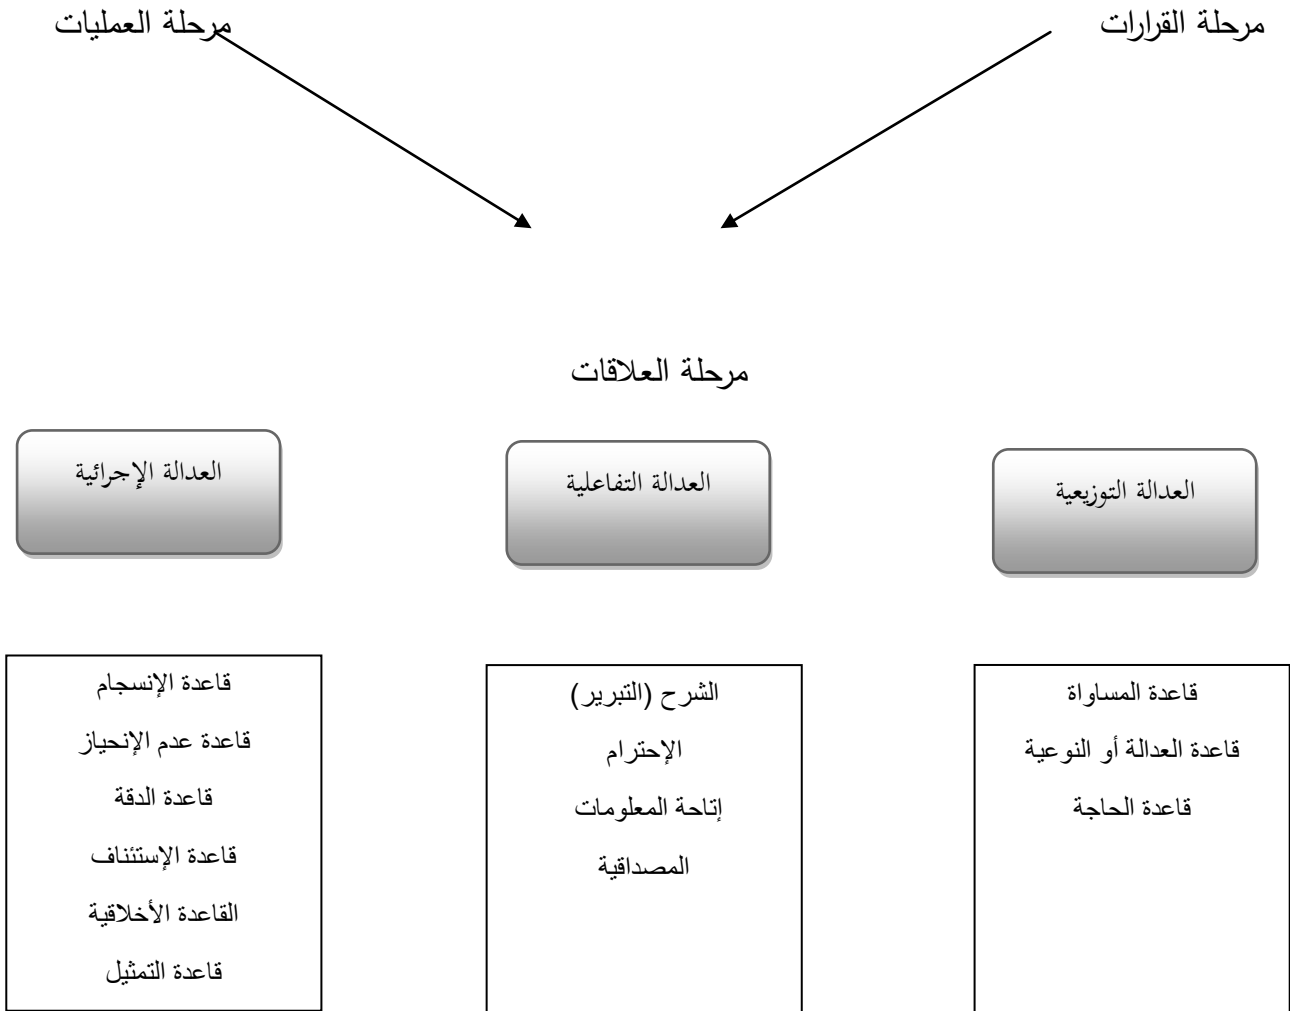 مرحلة القرارات
مرحلة العمليات
مرحلة العلاقات
العدالة التوزيعية
العدالة التفاعلية
العدالة الإجرائية
قاعدة المساواة
قاعدة العدالة أو النوعية
قاعدة الحاجة
الشرح (التبرير)
الإحترام
إتاحة المعلومات
المصداقية
قاعدة الإنسجام
قاعدة عدم الإنحياز
قاعدة الدقة
قاعدة الإستئناف
القاعدة الأخلاقية
قاعدة التمثيل